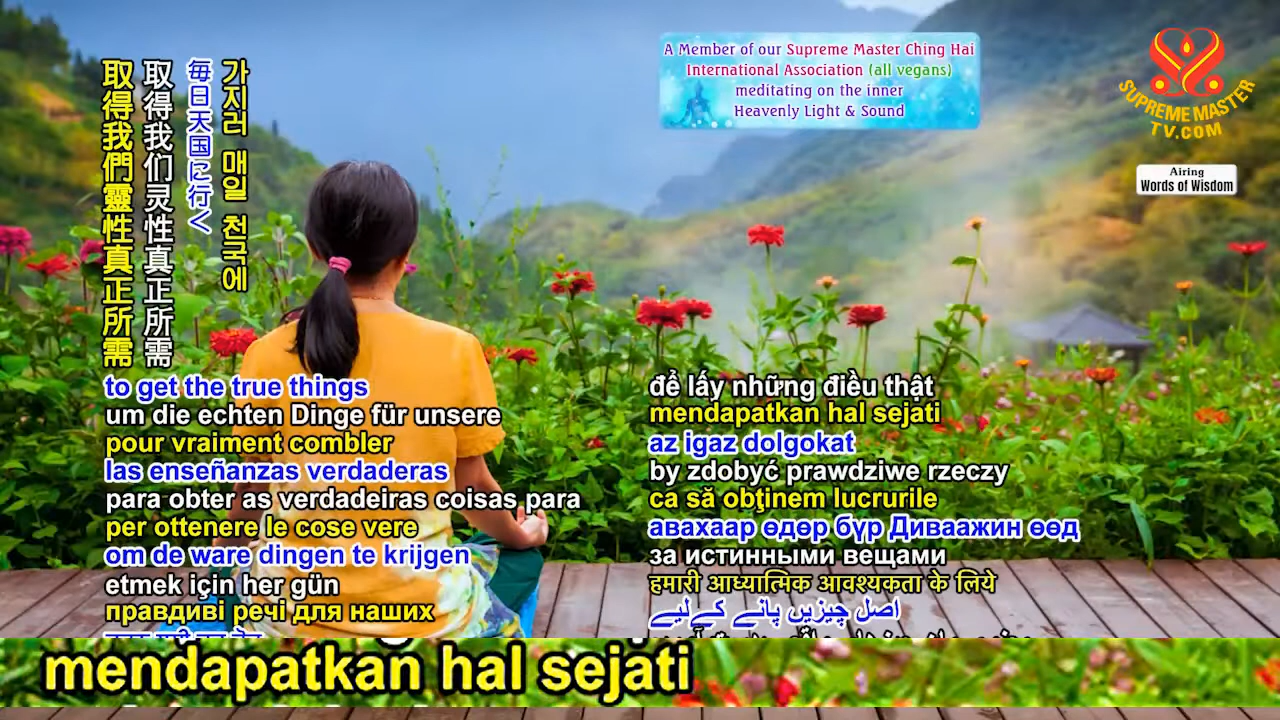 A Member of our Supreme Master Ching Hai
International Association (all vegans)
meditating on the inner
Heavenly Light & Sound
SUPREME MASTER
TV.COM
Airing
Words of Wisdom
가지러 매일 천국에
毎日天国に行く
取得我们灵性真正所需
取得我們靈性真正所需
to get the true things
um die echten Dinge für unsere
pour vraiment combler
las enseñanzas verdaderas
para obter as verdadeiras coisas para
per ottenere le cose vere
om de ware dingen te krijgen
etmek için her gün
правдиві речі для наших
để lấy những điều thật
mendapatkan hal sejati
az igaz dolgokat
by zdobyć prawdziwe rzeczy
ca să obţinem lucrurile
авахаар өдөр бүр Диваажин өөд
за истинными вещами
हमारी आध्यात्मिक आवश्यकता के लिये
اصل چیزیں پانے کےلیے
mendapatkan hal sejati